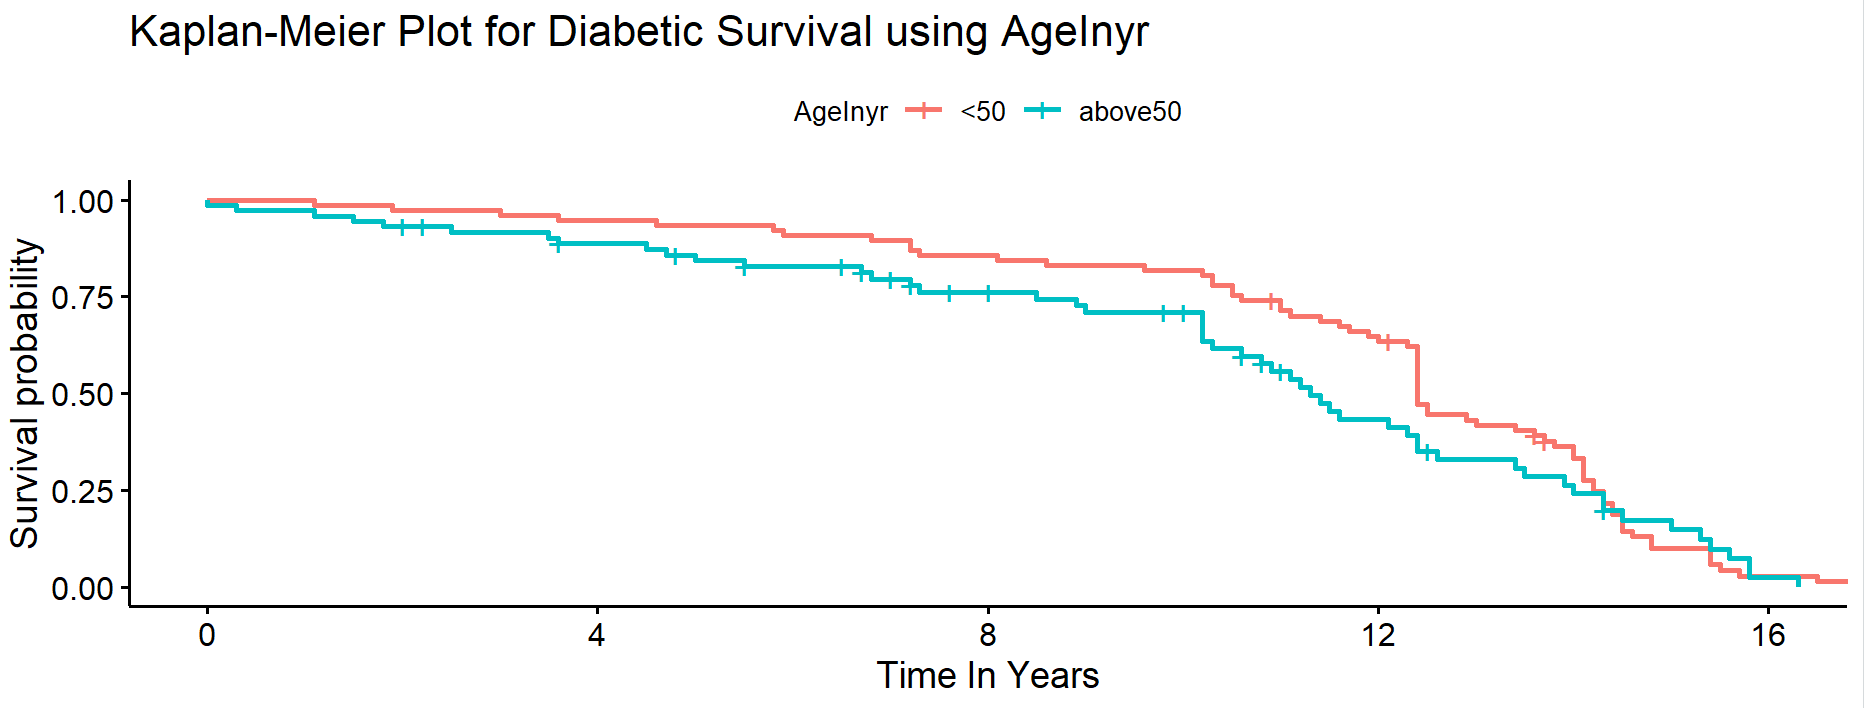 Kaplan-Meier Plot for Diabetic Survival using AgeInyr
AgeInyr <50 above50
Survival probability
1.00
0.75
0.50
0.25
0.00
0 4 8 12 16
Time In Years